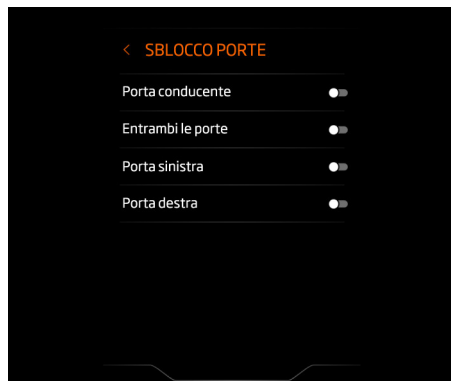 SBLOCCO PORTE
Porta conducente
Entrambi le porte
Porta sinistra
Porta destra